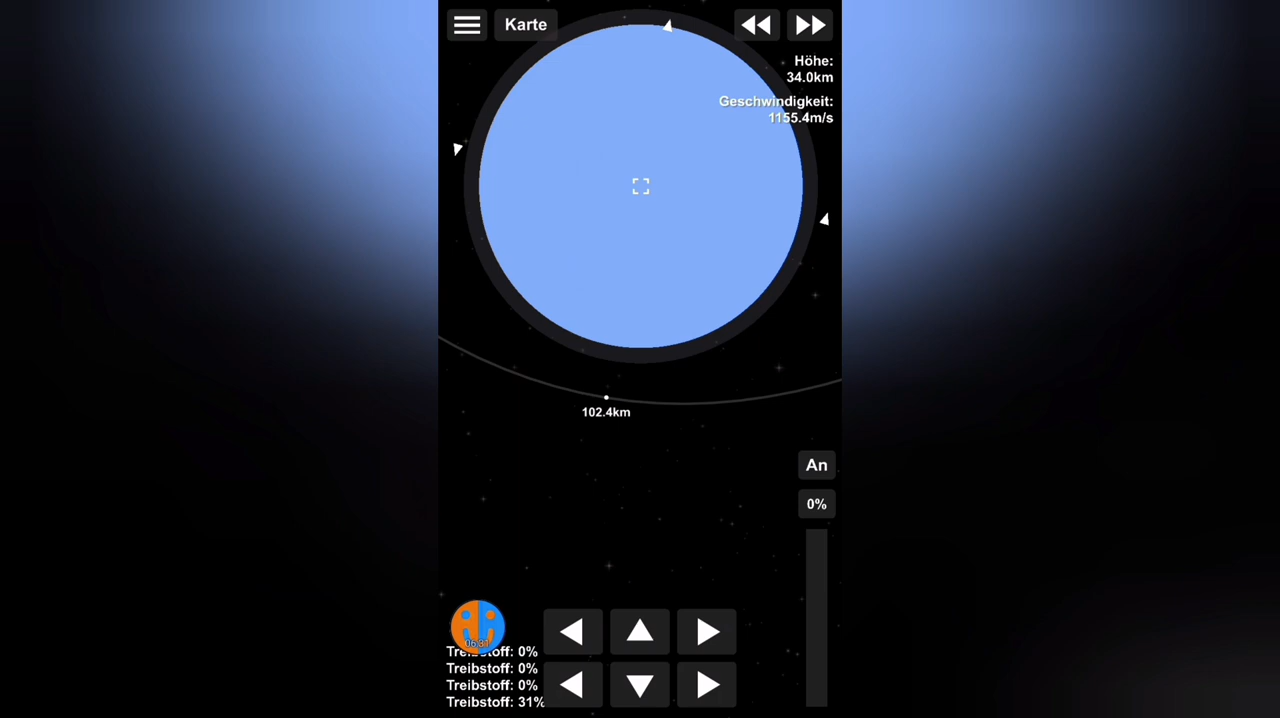 Karte
Höhe:
34.0km
Geschwindigkeit:
1155.4m/s
102.4km
An
0%
Treibstoff: 0%
Treibstoff: 0%
Treibstoff: 0%
Treibstoff: 31%